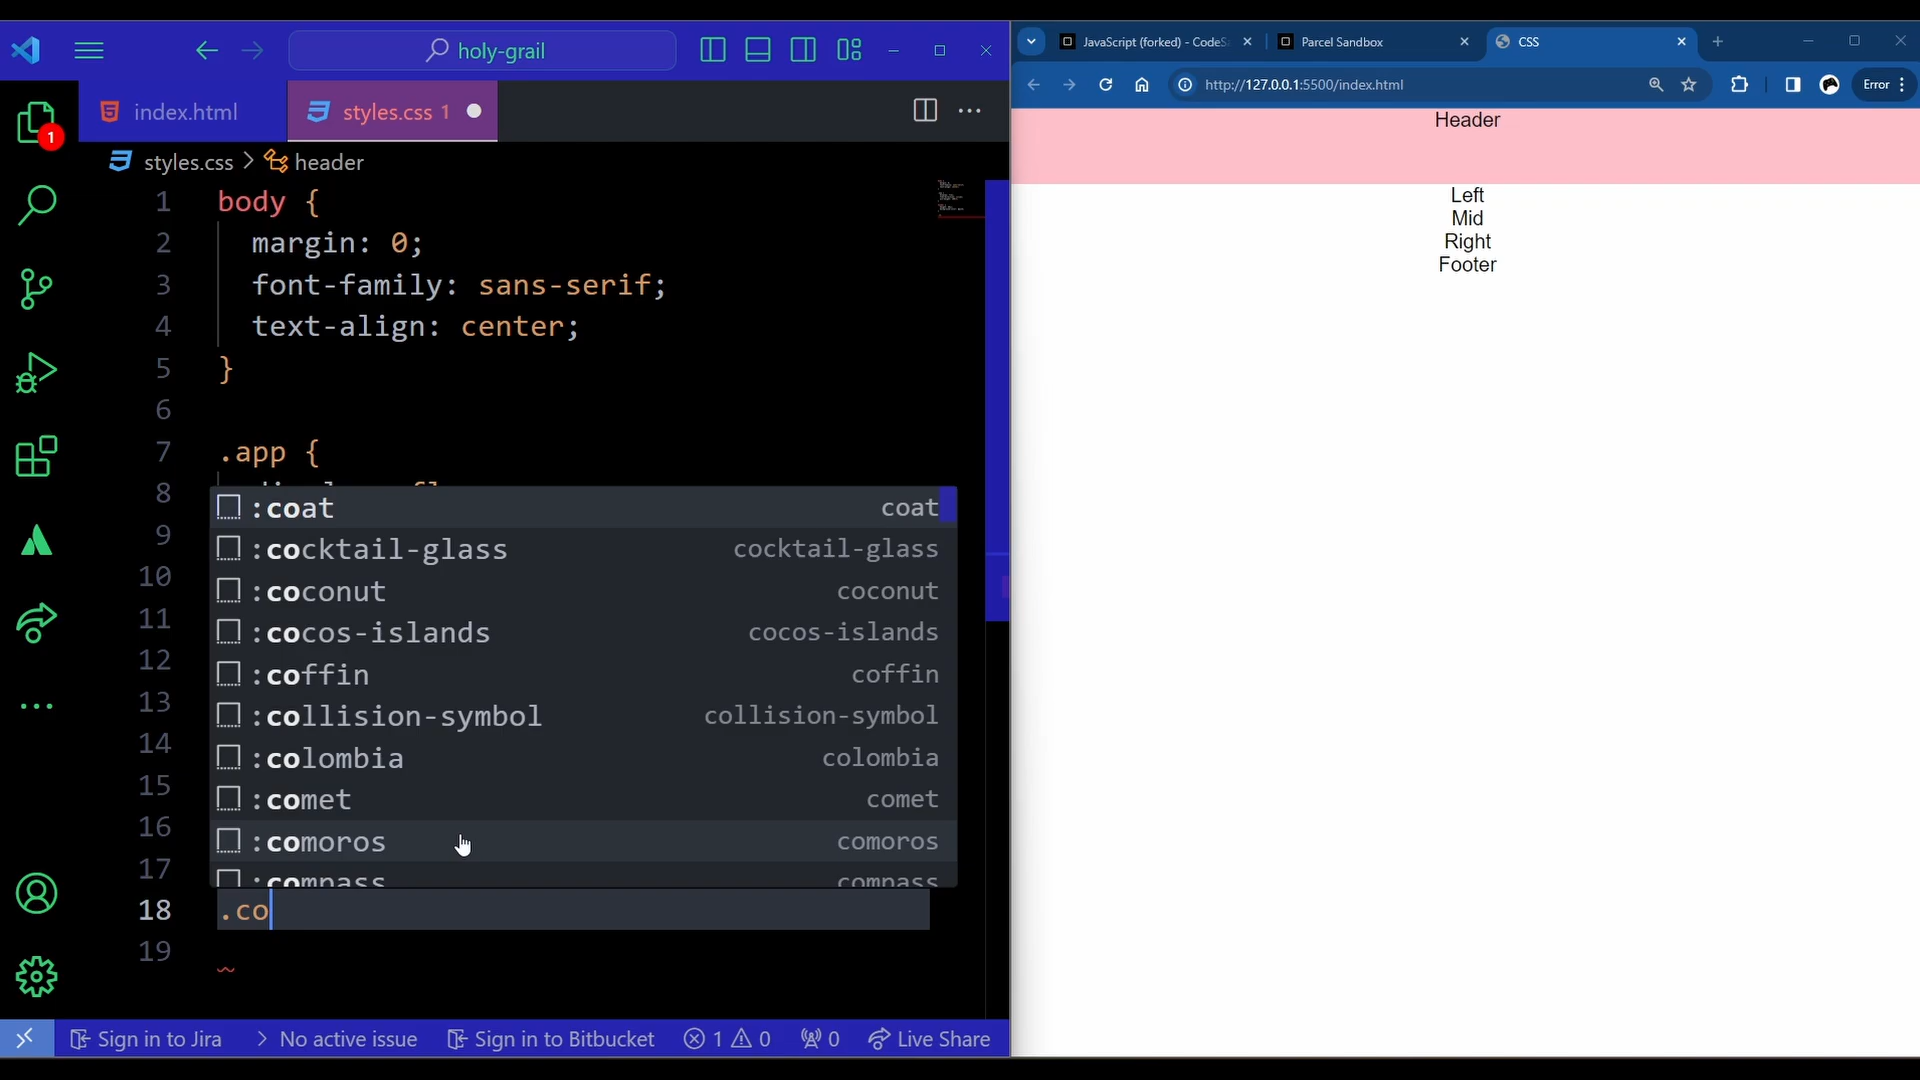 holy-grail
index.html
styles.css 1
styles.css > header
1 body {
2 margin: 0;
3 font-family: sans-serif;
4 text-align: center;
5 }
6
7 .app {
8
9
10
11
12
13
14
15
16
17
18 .co
19
:coat coat
:cocktail-glass cocktail-glass
:coconut coconut
:cocos-islands cocos-islands
:coffin coffin
:collision-symbol collision-symbol
:colombia colombia
:comet comet
:comoros comoros
:compass compass
1
Sign in to Jira
No active issue
Sign in to Bitbucket
1 0
0
Live Share
JavaScript (forked) - CodeS
Parcel Sandbox
CSS
http://127.0.0.1:5500/index.html
Error
Header
Left
Mid
Right
Footer